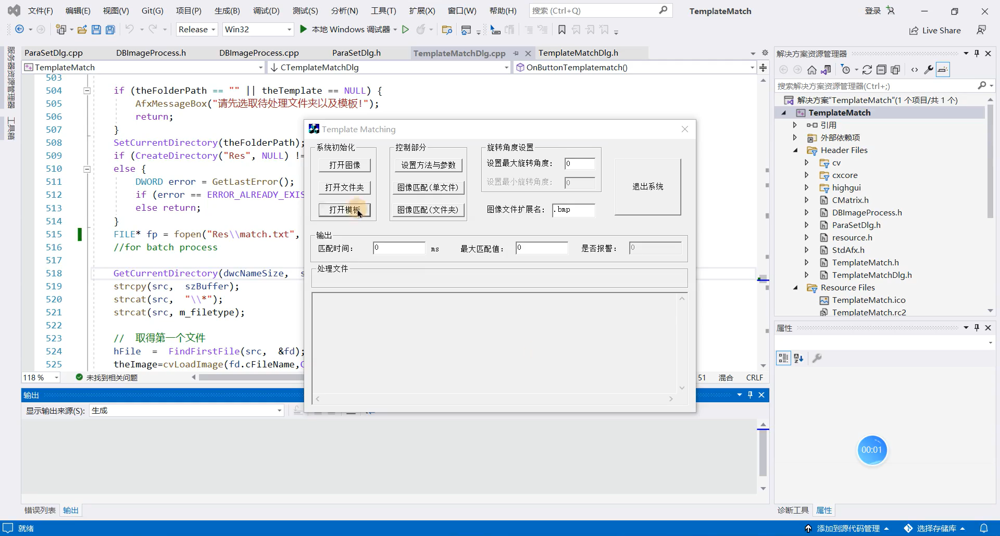 文件(F) 编辑(E) 视图(V) Git(G) 项目(P) 生成(B) 调试(D) 测试(S) 分析(N) 工具(T) 扩展(X) 窗口(W) 帮助(H) 搜索 (Ctrl+Q) TemplateMatch 登录
Release Win32 本地 Windows 调试器 Live Share
ParaSetDlg.cpp DBImageProcess.h DBImageProcess.cpp ParaSetDlg.h TemplateMatchDlg.cpp TemplateMatchDlg.h
TemplateMatch CTemplateMatchDlg OnButtonTemplatematch()
服务器资源管理器
工具箱
503
504 if (theFolderPath == "" || theTemplate == NULL) {
505 AfxMessageBox("请先选取待处理文件夹以及模板!");
506 return;
507 }
508 SetCurrentDirectory(theFolderPath);
509 if (CreateDirectory("Res", NULL) !=
510 else {
511 DWORD error = GetLastError();
512 if (error == ERROR_ALREADY_EXIS
513 else return;
514 }
515 FILE* fp = fopen("Res\\match.txt",
516 //for batch process
517
518 GetCurrentDirectory(dwcNameSize, s
519 strcpy(src, szBuffer);
520 strcat(src, "\\*");
521 strcat(src, m_filetype);
522
523 // 取得第一个文件
524 hFile = FindFirstFile(src, &fd);
525 theImage=cvLoadImage(fd.cFileName,C
118 % 未找到相关问题 51 混合 CRLF
Template Matching
系统初始化 控制部分 旋转角度设置
打开图像 设置方法与参数 设置最大旋转角度: 0
打开文件夹 图像匹配(单文件) 设置最小旋转角度: 0 退出系统
打开模板 图像匹配(文件夹) 图像文件扩展名: .bmp
输出
匹配时间: 0 ms 最大匹配值: 0 是否报警: 0
处理文件
输出
显示输出来源(S): 生成
错误列表 输出
解决方案资源管理器
搜索解决方案资源管理器(Ctrl+;)
解决方案"TemplateMatch"(1 个项目/共 1 个)
TemplateMatch
引用
外部依赖项
Header Files
cv
cxcore
highgui
CMatrix.h
DBImageProcess.h
ParaSetDlg.h
resource.h
StdAfx.h
TemplateMatch.h
TemplateMatchDlg.h
Resource Files
TemplateMatch.ico
TemplateMatch.rc2
属性
00:01
诊断工具 属性
就绪 添加到源代码管理 选择存储库